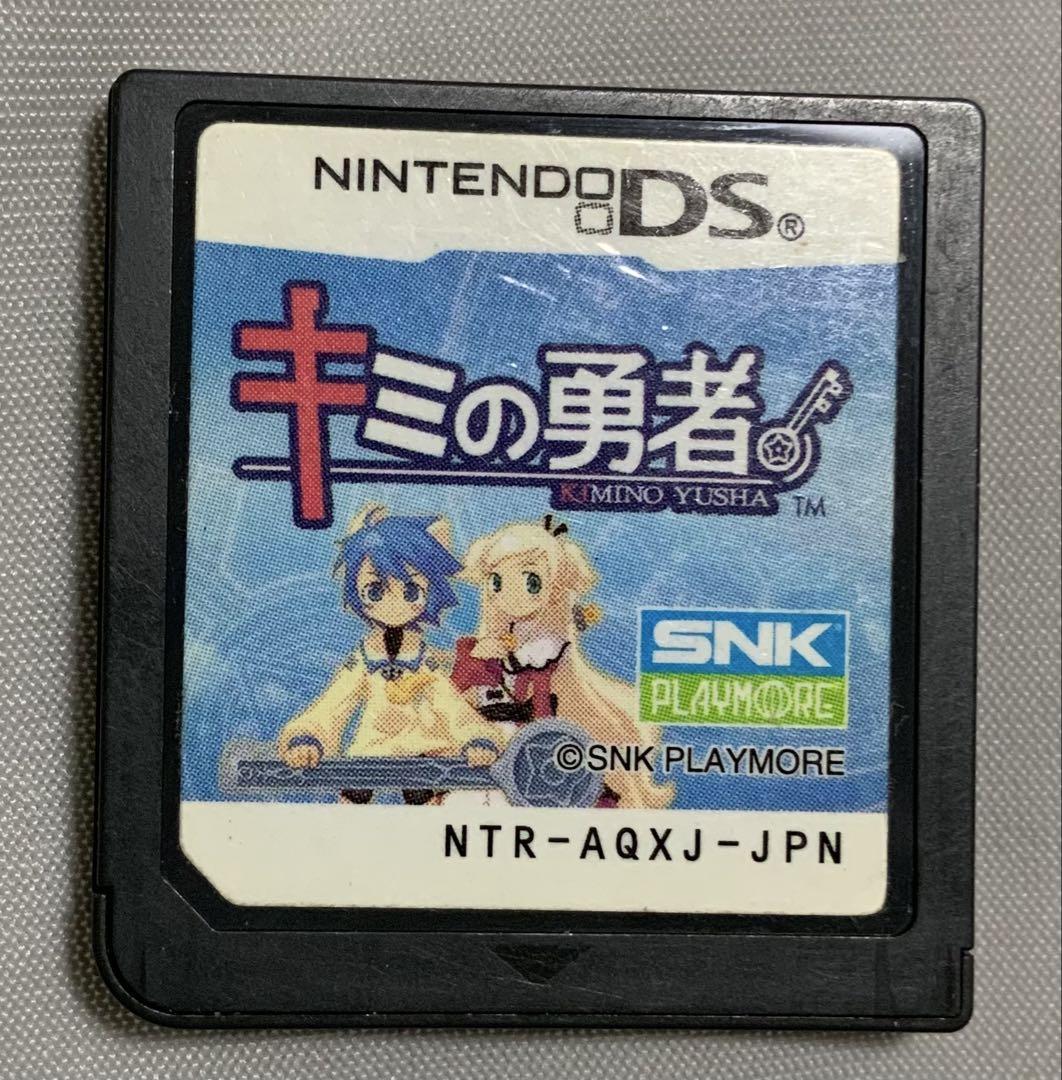 NINTENDO DS®
キミの勇者
KIMINO YUSHA TM
SNK
PLAYMORE
©SNK PLAYMORE
NTR-AQXJ-JPN